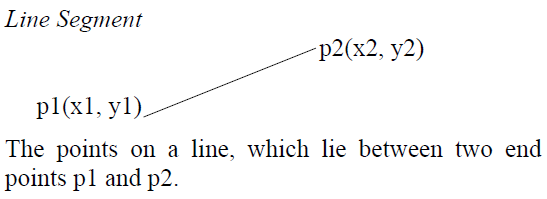 Line Segment
p2(x2, y2)
p1(x1, y1)
The points on a line, which lie between two end
points p1 and p2.